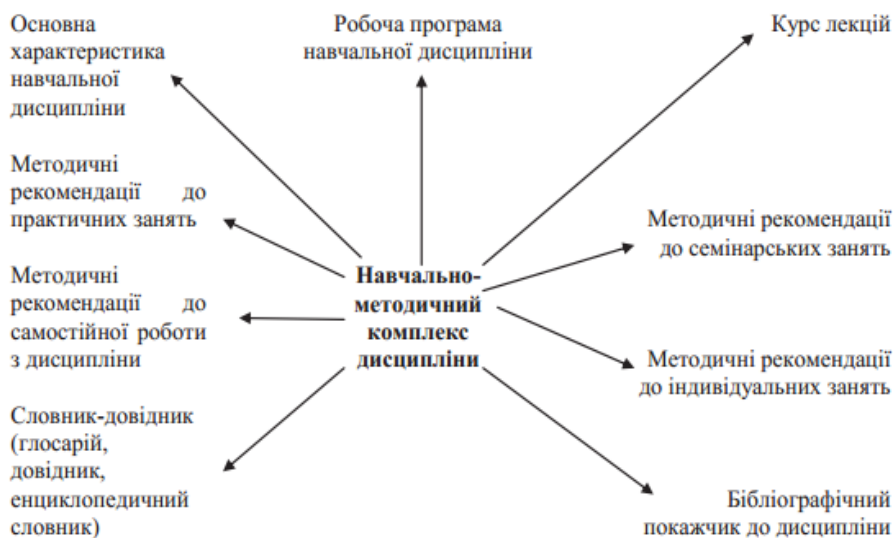 Основна
характеристика
навчальної
дисципліни
Робоча програма
навчальної дисципліни
Курс лекцій
Методичні
рекомендації до
практичних занять
Методичні рекомендації
до семінарських занять
Навчально-
методичний
комплекс
дисципліни
Методичні
рекомендації до
самостійної роботи
з дисципліни
Методичні рекомендації
до індивідуальних занять
Словник-довідник
(глосарій,
довідник,
енциклопедичний
словник)
Бібліографічний
покажчик до дисципліни